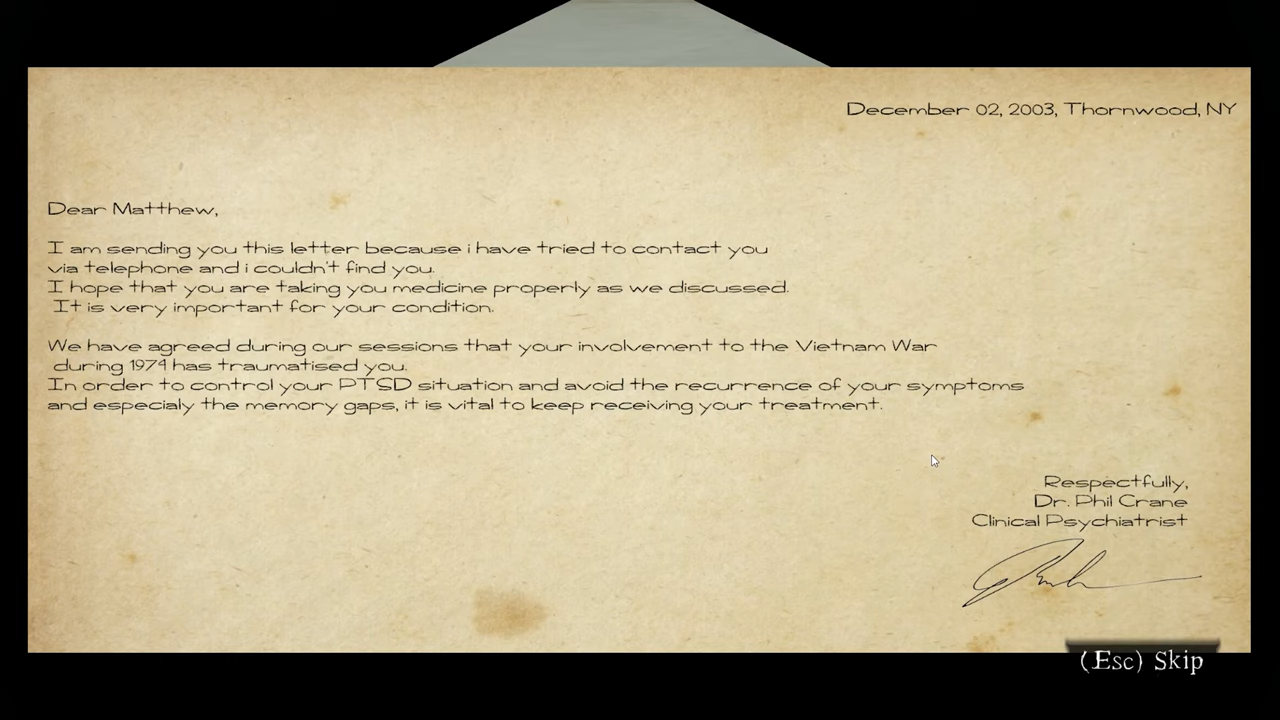 December 02, 2003, Thornwood, NY
Dear Matthew,
I am sending you this letter because i have tried to contact you
via telephone and i couldn't find you.
I hope that you are taking you medicine properly as we discussed.
It is very important for your condition.
We have agreed during our sessions that your involvement to the Vietnam War
during 1974 has traumatised you.
In order to control your PTSD situation and avoid the recurrence of your symptoms
and especialy the memory gaps, it is vital to keep receiving your treatment.
Respectfully,
Dr. Phil Crane
Clinical Psychiatrist
(Esc) Skip